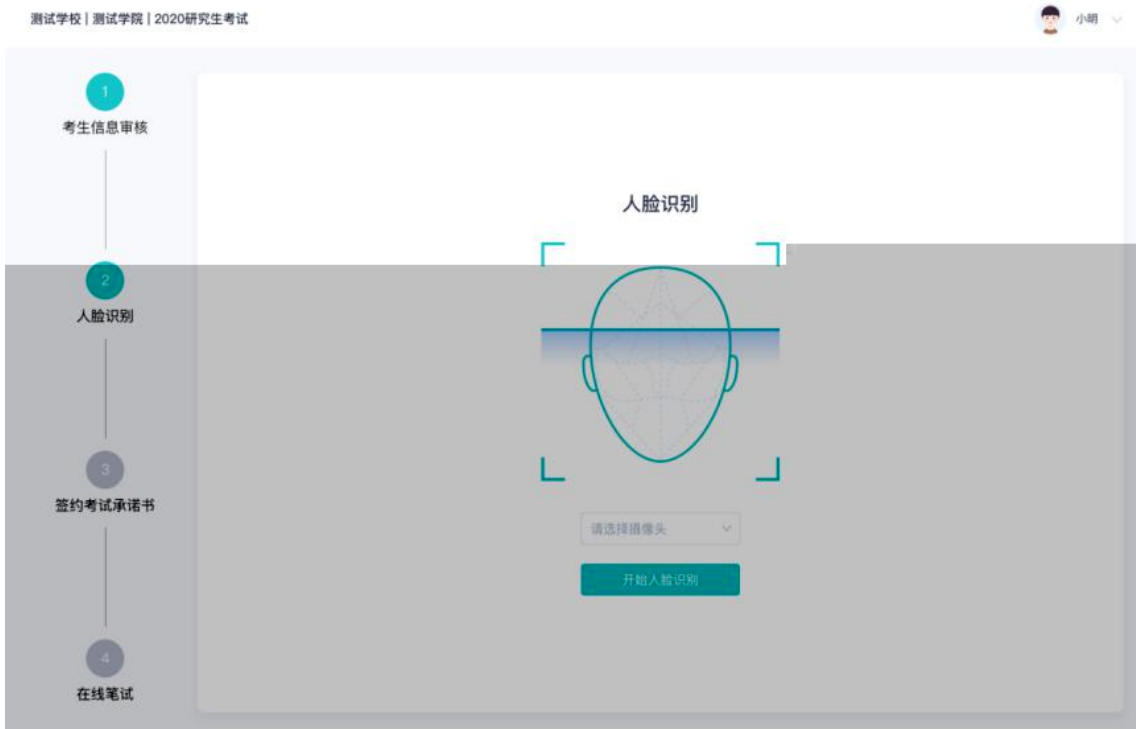 测试学校 | 测试学院 | 2020研究生考试
小明
1
考生信息审核
2
人脸识别
3
签约考试承诺书
4
在线笔试
人脸识别
请选择摄像头
开始人脸识别